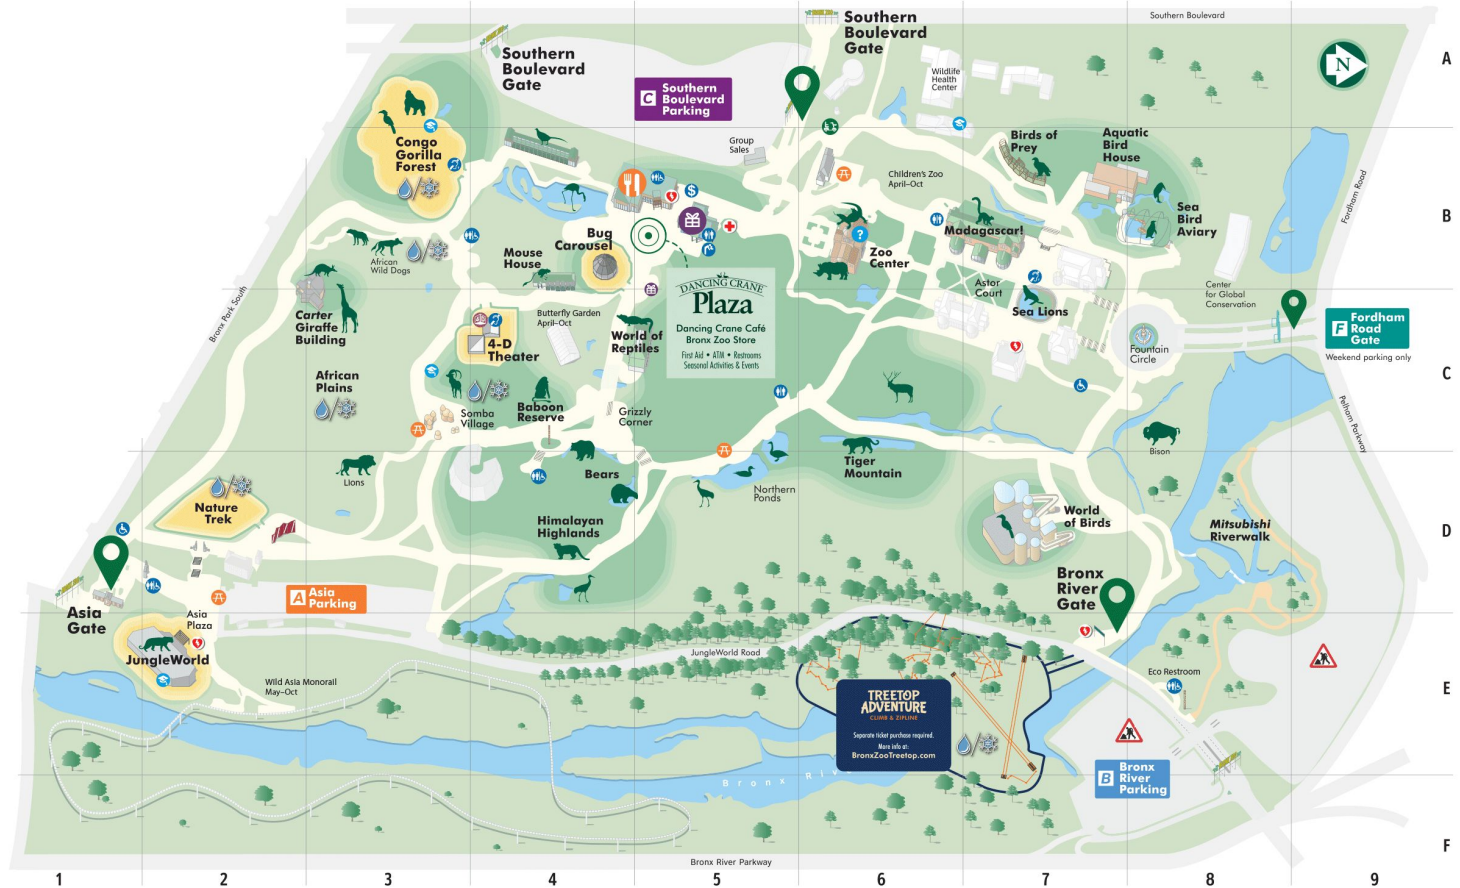 Southern Boulevard
Southern
Boulevard
Gate
Southern
Boulevard
Gate
A
N
C Southern
Boulevard
Parking
Wildlife
Health
Center
Congo
Gorilla
Forest
Group
Sales
Birds of
Prey
Aquatic
Bird
House
Children's Zoo
April–Oct
Fordham Road
Sea
Bird
Aviary
B
Bug
Carousel
Madagascar!
African
Wild Dogs
Mouse
House
?
Zoo
Center
DANCING CRANE
Plaza
Dancing Crane Café
Bronx Zoo Store
First Aid • ATM • Restrooms
Seasonal Activities & Events
Astor
Court
Center
for Global
Conservation
Bronx Park South
Carter
Giraffe
Building
Butterfly Garden
April–Oct
Sea Lions
F Fordham
Road
Gate
Weekend parking only
4-D
Theater
World of
Reptiles
Fountain
Circle
C
African
Plains
Somba
Village
Baboon
Reserve
Grizzly
Corner
Pelham Parkway
Lions
Bears
Tiger
Mountain
Bison
Nature
Trek
Northern
Ponds
World
of Birds
Mitsubishi
Riverwalk
D
Himalayan
Highlands
Bronx
River
Gate
A Asia
Parking
Asia
Gate
Asia
Plaza
JungleWorld
JungleWorld Road
Wild Asia Monorail
May–Oct
Eco Restroom
E
TREETOP
ADVENTURE
CLIMB & ZIPLINE
Separate ticket purchase required.
More info at:
BronxZooTreetop.com
B Bronx
River
Parking
Bronx River
F
Bronx River Parkway
1 2 3 4 5 6 7 8 9